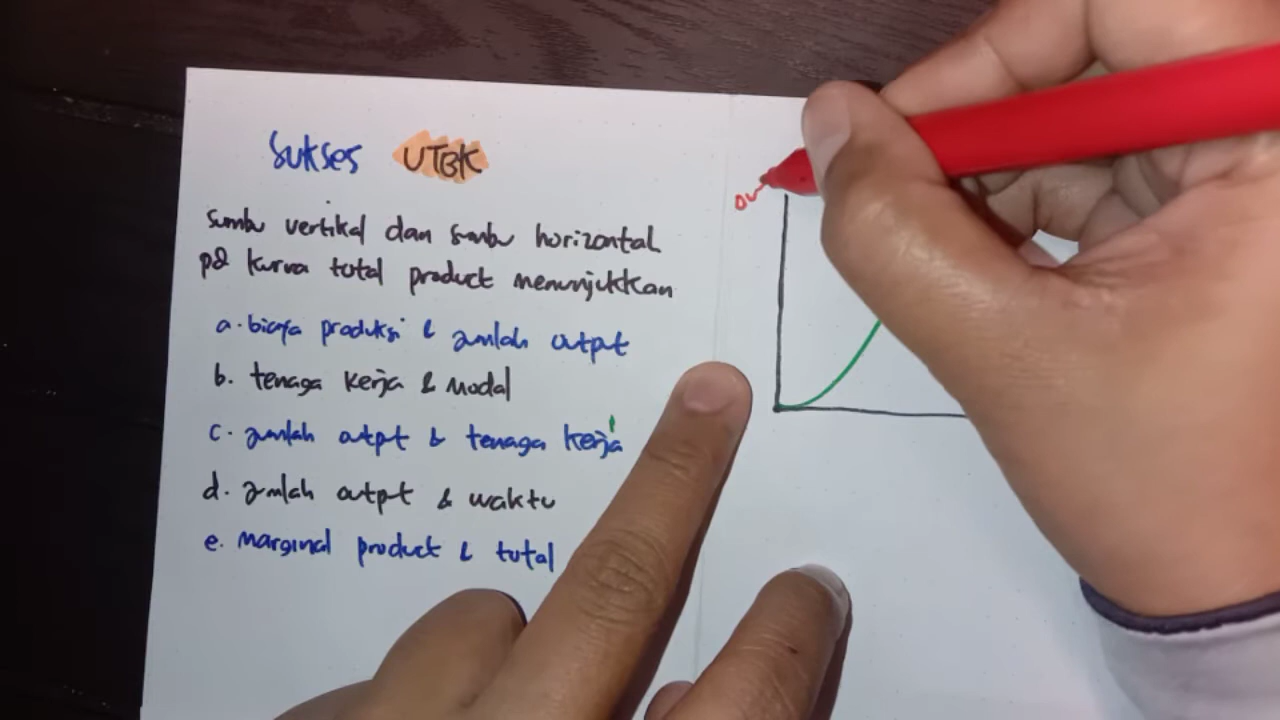 Sukses UTBK
sumbu vertikal dan sumbu horizontal
pd kurva total product menunjukkan
a. biaya produksi & jumlah output
b. tenaga kerja & modal
c. jumlah output & tenaga kerja
d. jumlah output & waktu
e. marginal product & total
Ou